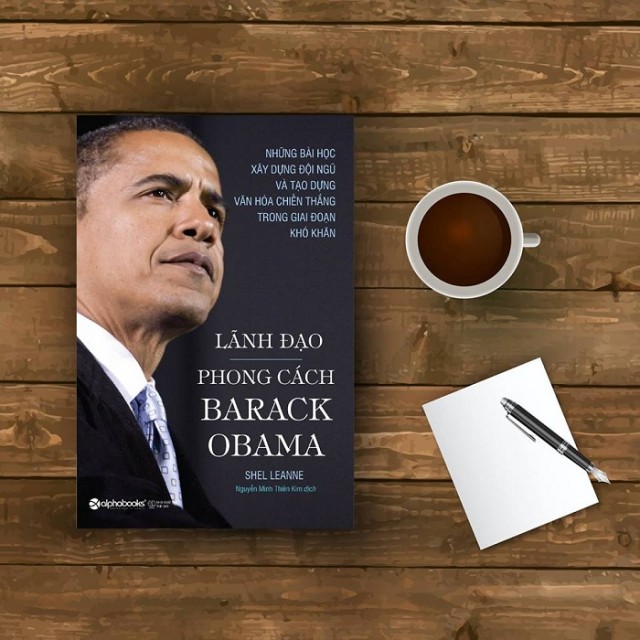 NHỮNG BÀI HỌC
XÂY DỰNG ĐỘI NGŨ
VÀ TẠO DỰNG
VĂN HÓA CHIẾN THẮNG
TRONG GIAI ĐOẠN
KHÓ KHĂN
LÃNH ĐẠO
PHONG CÁCH
BARACK
OBAMA
SHEL LEANNE
Nguyễn Minh Thiên Kim dịch
alphabooks